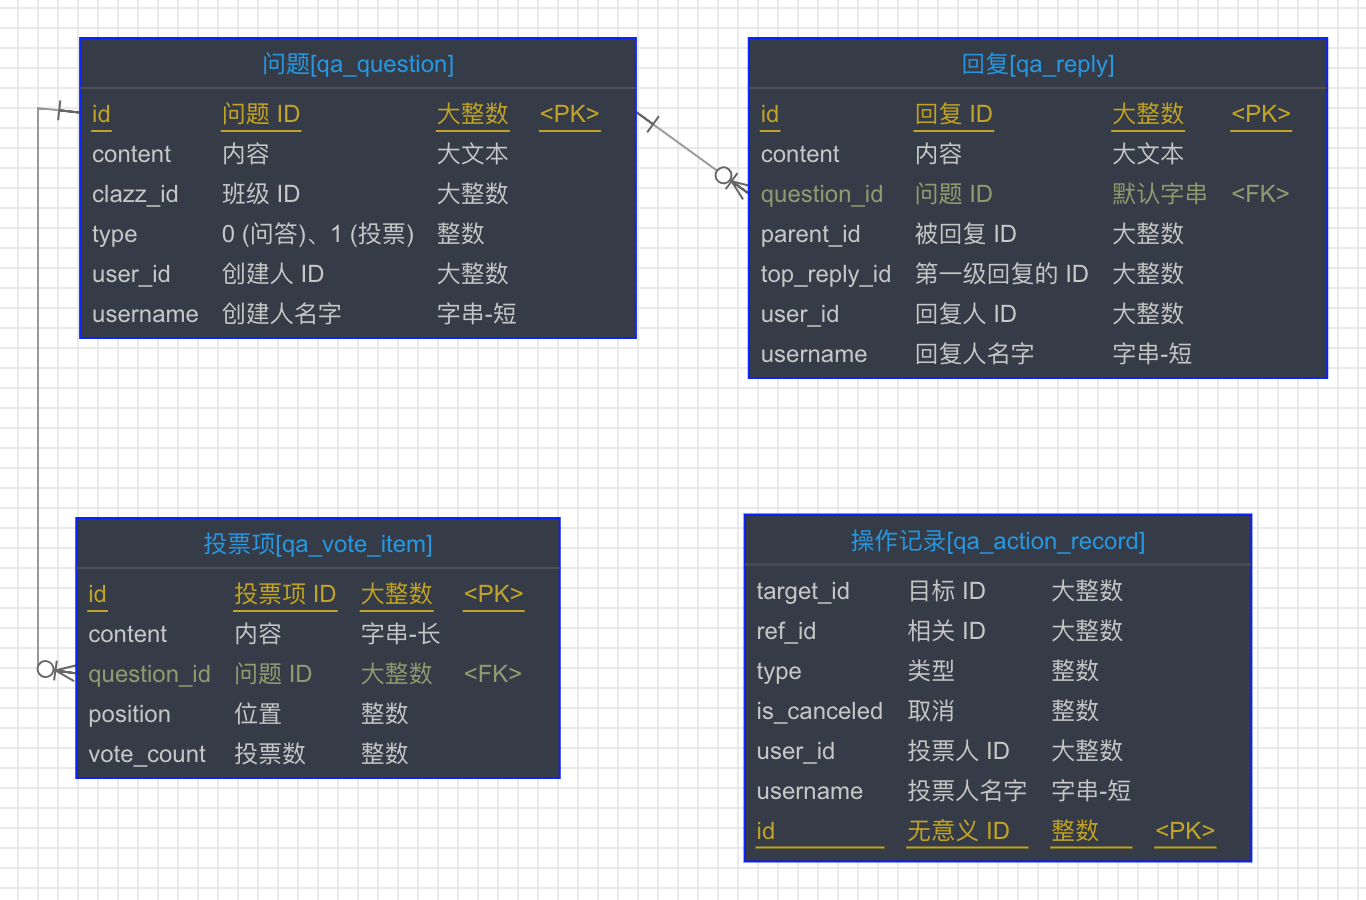 问题[qa_question]
id 问题 ID 大整数 <PK>
content 内容 大文本
clazz_id 班级 ID 大整数
type 0 (问答)、1 (投票) 整数
user_id 创建人 ID 大整数
username 创建人名字 字串-短
回复[qa_reply]
id 回复 ID 大整数 <PK>
content 内容 大文本
question_id 问题 ID 默认字串 <FK>
parent_id 被回复 ID 大整数
top_reply_id 第一级回复的 ID 大整数
user_id 回复人 ID 大整数
username 回复人名字 字串-短
投票项[qa_vote_item]
id 投票项 ID 大整数 <PK>
content 内容 字串-长
question_id 问题 ID 大整数 <FK>
position 位置 整数
vote_count 投票数 整数
操作记录[qa_action_record]
target_id 目标 ID 大整数
ref_id 相关 ID 大整数
type 类型 整数
is_canceled 取消 整数
user_id 投票人 ID 大整数
username 投票人名字 字串-短
id 无意义 ID 整数 <PK>